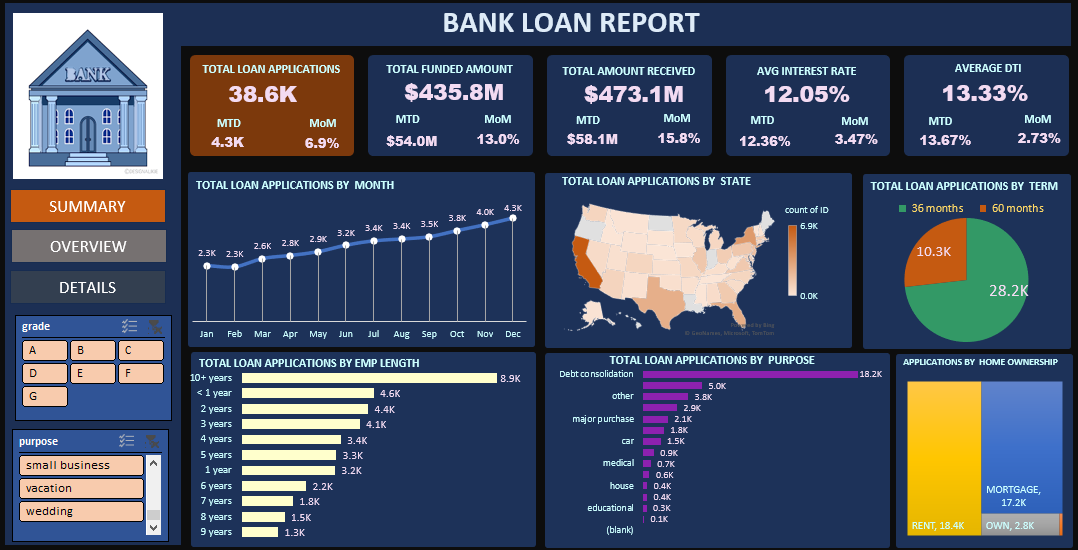 BANK LOAN REPORT
BANK
TOTAL LOAN APPLICATIONS
38.6K
MTD MoM
4.3K 6.9%
TOTAL FUNDED AMOUNT
$435.8M
MTD MoM
$54.0M 13.0%
TOTAL AMOUNT RECEIVED
$473.1M
MTD MoM
$58.1M 15.8%
AVG INTEREST RATE
12.05%
MTD MoM
12.36% 3.47%
AVERAGE DTI
13.33%
MTD MoM
13.67% 2.73%
SUMMARY
OVERVIEW
DETAILS
grade
A B C
D E F
G
purpose
small business
vacation
wedding
TOTAL LOAN APPLICATIONS BY MONTH
2.3K 2.3K 2.6K 2.8K 2.9K 3.2K 3.4K 3.4K 3.5K 3.8K 4.0K 4.3K
Jan Feb Mar Apr May Jun Jul Aug Sep Oct Nov Dec
TOTAL LOAN APPLICATIONS BY STATE
count of ID
6.9K
0.0K
Powered by Bing
© GeoNames, Microsoft, TomTom
TOTAL LOAN APPLICATIONS BY TERM
36 months 60 months
10.3K
28.2K
TOTAL LOAN APPLICATIONS BY EMP LENGTH
10+ years 8.9K
< 1 year 4.6K
2 years 4.4K
3 years 4.1K
4 years 3.4K
5 years 3.3K
1 year 3.2K
6 years 2.2K
7 years 1.8K
8 years 1.5K
9 years 1.3K
TOTAL LOAN APPLICATIONS BY PURPOSE
Debt consolidation 18.2K
5.0K
other 3.8K
2.9K
major purchase 2.1K
1.8K
car 1.5K
0.9K
medical 0.7K
0.6K
house 0.4K
0.4K
educational 0.3K
0.1K
(blank)
APPLICATIONS BY HOME OWNERSHIP
MORTGAGE,
17.2K
RENT, 18.4K
OWN, 2.8K